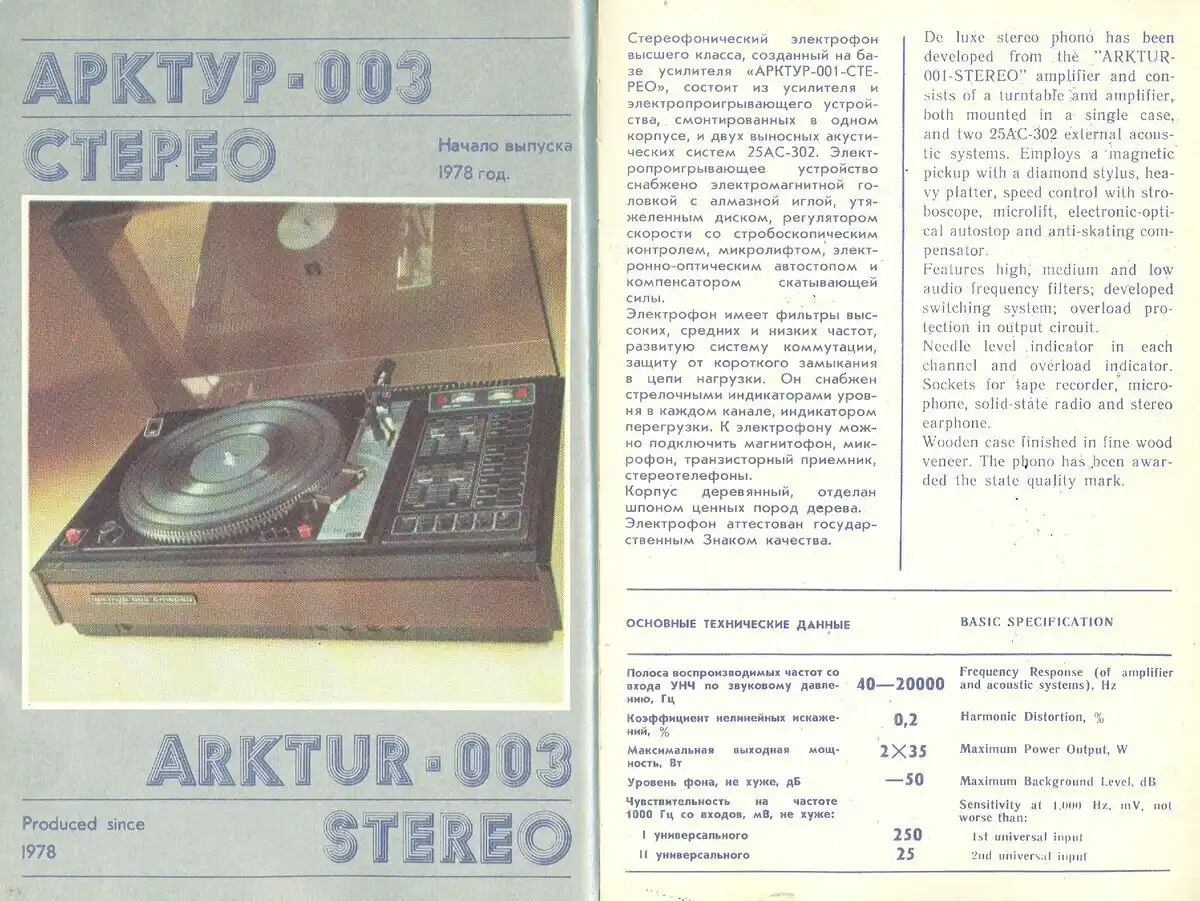 АРКТУР-003
СТЕРЕО
Начало выпуска
1978 год.
арктур 003 стерео
ARKTUR-003
Produced since
1978
STEREO
Стереофонический электрофон
высшего класса, созданный на ба-
зе усилителя «АРКТУР-001-СТЕ-
РЕО», состоит из усилителя и
электропроигрывающего устрой-
ства, смонтированных в одном
корпусе, и двух выносных акусти-
ческих систем 25АС-302. Элект-
ропроигрывающее устройство
снабжено электромагнитной го-
ловкой с алмазной иглой, утя-
желенным диском, регулятором
скорости со стробоскопическим
контролем, микролифтом, элект-
ронно-оптическим автостопом и
компенсатором скатывающей
силы.
Электрофон имеет фильтры выс-
соких, средних и низких частот,
развитую систему коммутации,
защиту от короткого замыкания
в цепи нагрузки. Он снабжен
стрелочными индикаторами уров-
ня в каждом канале, индикатором
перегрузки. К электрофону мож-
но подключить магнитофон, мик-
рофон, транзисторный приемник,
стереотелефоны.
Корпус деревянный, отделан
шпоном ценных пород дерева.
Электрофон аттестован государ-
ственным Знаком качества.
De luxe stereo phono has been
developed from the "ARKTUR-
001-STEREO" amplifier and con-
sists of a turntable and amplifier,
both mounted in a single case,
and two 25AC-302 external acous-
tic systems. Employs a magnetic
pickup with a diamond stylus, hea-
vy platter, speed control with stro-
boscope, microlift, electronic-opti-
cal autostop and anti-skating com-
pensator.
Features high, medium and low
audio frequency filters; developed
switching system; overload pro-
tection in output circuit.
Needle level indicator in each
channel and overload indicator.
Sockets for tape recorder, micro-
phone, solid-state radio and stereo
earphone.
Wooden case finished in fine wood
veneer. The phono has been awar-
ded the state quality mark.
ОСНОВНЫЕ ТЕХНИЧЕСКИЕ ДАННЫЕ BASIC SPECIFICATION
Полоса воспроизводимых частот со
входа УНЧ по звуковому давле-
нию, Гц
40—20000
Frequency Response (of amplifier
and acoustic systems), Hz
Коэффициент нелинейных искаже-
ний, %
0,2
Harmonic Distortion, %
Максимальная выходная мощ-
ность, Вт
2×35
Maximum Power Output, W
Уровень фона, не хуже, дБ
—50
Maximum Background Level, dB
Чувствительность на частоте
1000 Гц со входов, мВ, не хуже:
Sensitivity at 1,000 Hz, mV, not
worse than:
I универсального 250 1st universal input
II универсального 25 2nd universal input